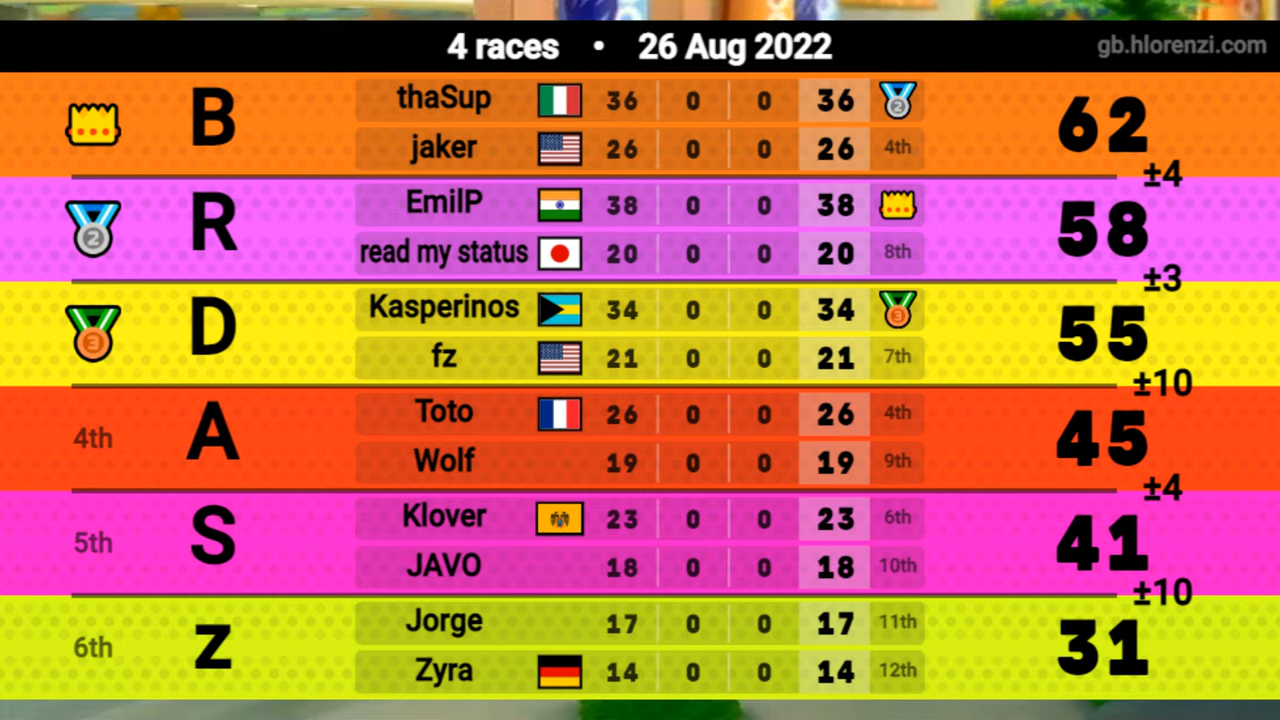 4 races • 26 Aug 2022 gb.hlorenzi.com
B thaSup 36 0 0 36 2 62
jaker 26 0 0 26 4th
±4
2 R EmilP 38 0 0 38 58
read my status 20 0 0 20 8th
±3
3 D Kasperinos 34 0 0 34 3 55
fz 21 0 0 21 7th
±10
4th A Toto 26 0 0 26 4th 45
Wolf 19 0 0 19 9th
±4
5th S Klover 23 0 0 23 6th 41
JAVO 18 0 0 18 10th
±10
6th z Jorge 17 0 0 17 11th 31
Zyra 14 0 0 14 12th